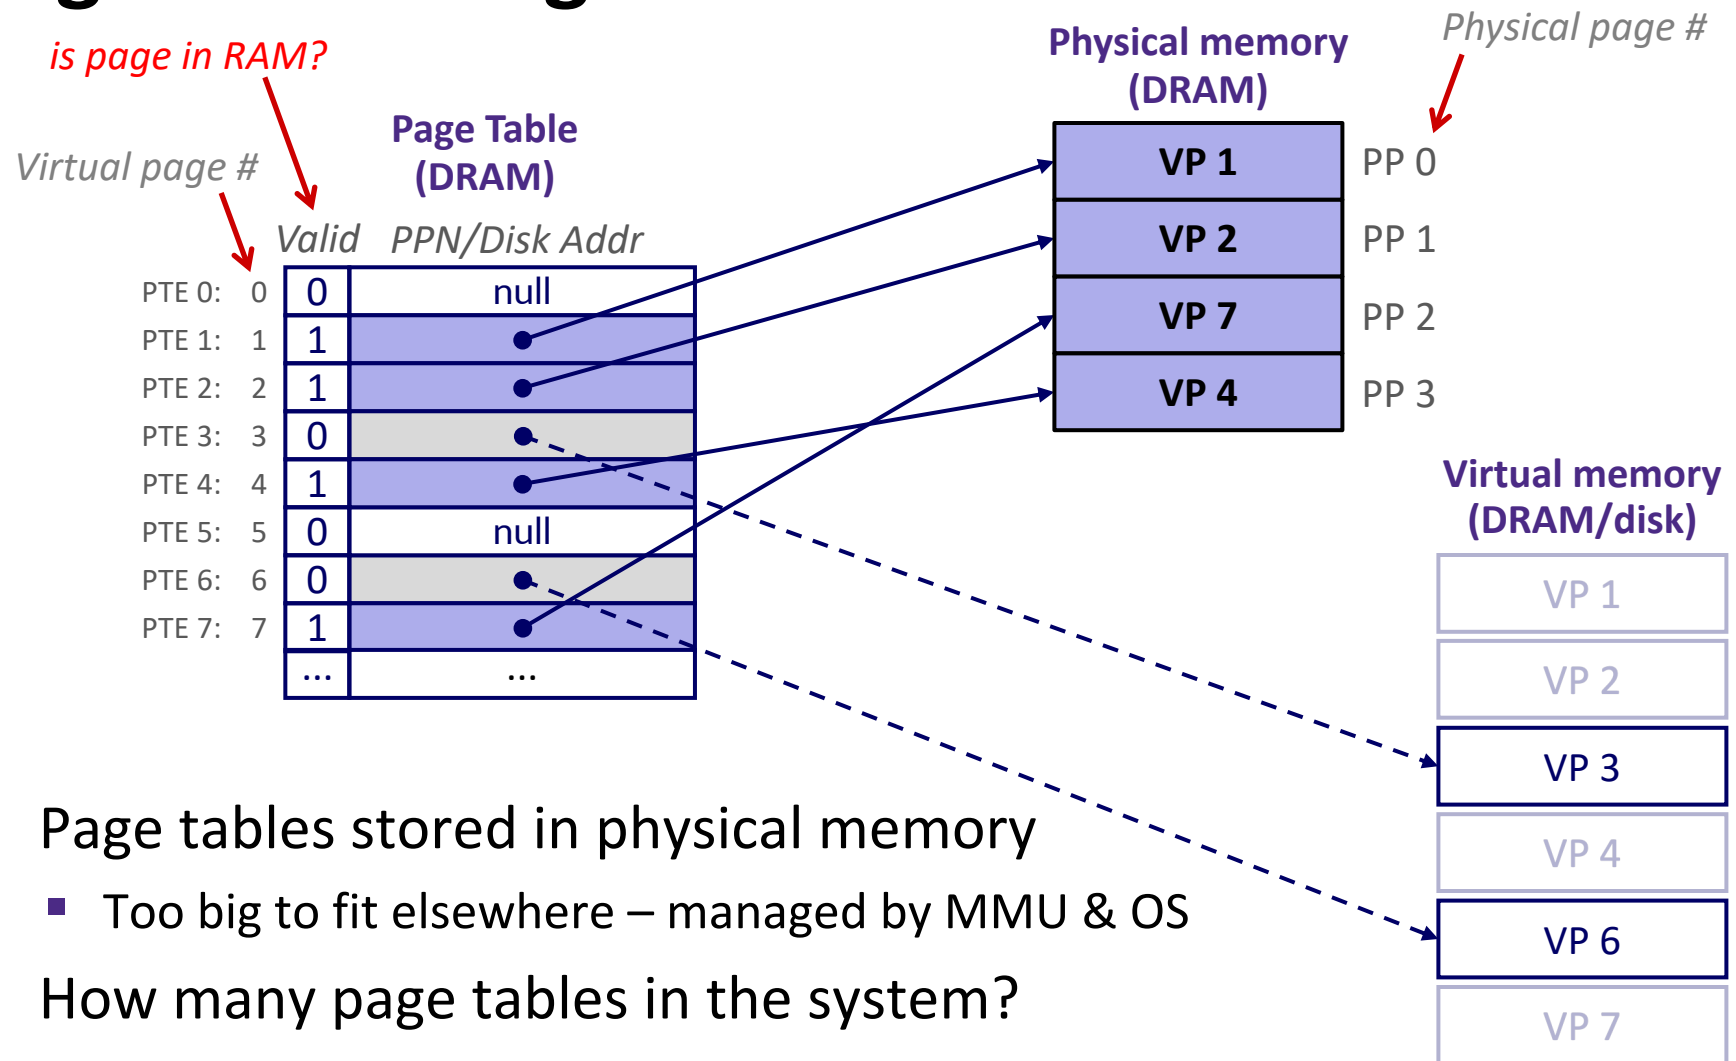 is page in RAM?
Physical memory
(DRAM)
Physical page #
Virtual page #
Page Table
(DRAM)
Valid PPN/Disk Addr
PTE 0: 0 0 null
PTE 1: 1 1
PTE 2: 2 1
PTE 3: 3 0
PTE 4: 4 1
PTE 5: 5 0 null
PTE 6: 6 0
PTE 7: 7 1
... ...
VP 1 PP 0
VP 2 PP 1
VP 7 PP 2
VP 4 PP 3
Virtual memory
(DRAM/disk)
VP 1
VP 2
VP 3
VP 4
VP 6
VP 7
Page tables stored in physical memory
▪ Too big to fit elsewhere – managed by MMU & OS
How many page tables in the system?